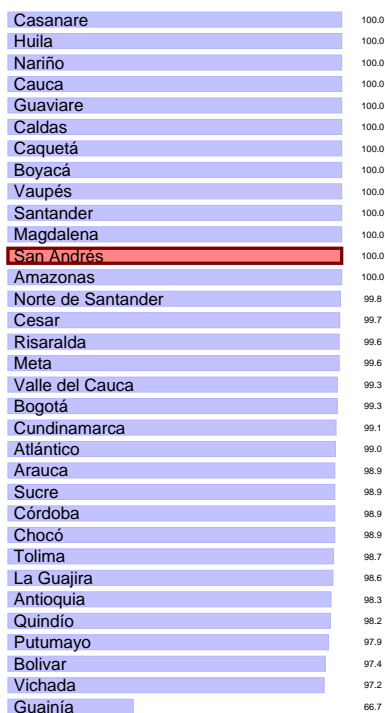 Casanare 100.0
Huila 100.0
Nariño 100.0
Cauca 100.0
Guaviare 100.0
Caldas 100.0
Caquetá 100.0
Boyacá 100.0
Vaupés 100.0
Santander 100.0
Magdalena 100.0
San Andrés 100.0
Amazonas 100.0
Norte de Santander 99.8
Cesar 99.7
Risaralda 99.6
Meta 99.6
Valle del Cauca 99.3
Bogotá 99.3
Cundinamarca 99.1
Atlántico 99.0
Arauca 98.9
Sucre 98.9
Córdoba 98.9
Chocó 98.9
Tolima 98.7
La Guajira 98.6
Antioquia 98.3
Quindío 98.2
Putumayo 97.9
Bolivar 97.4
Vichada 97.2
Guainía 66.7